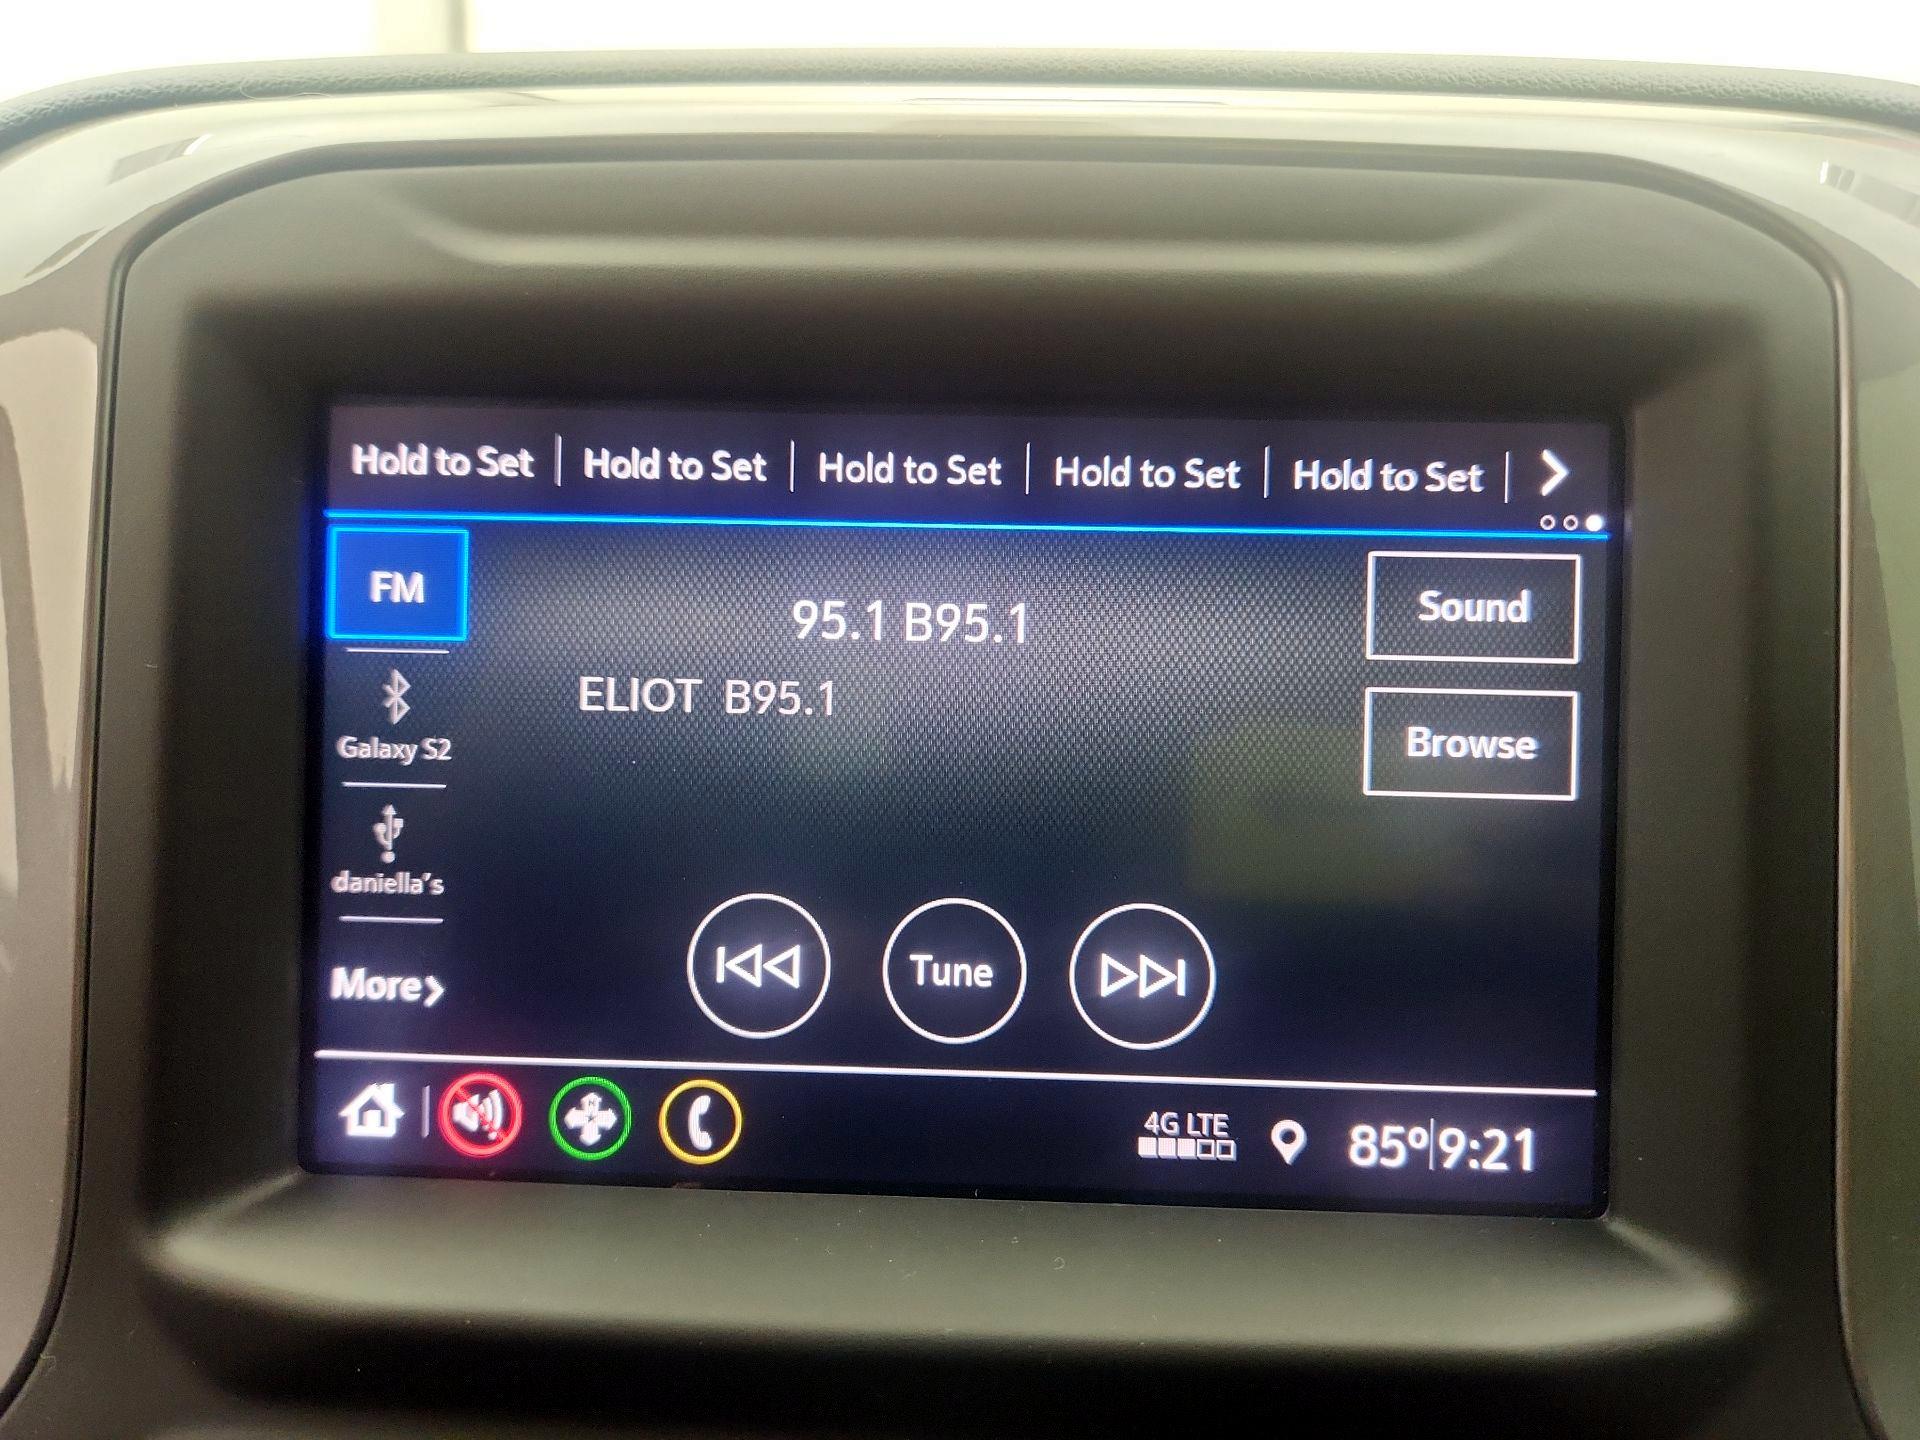 Hold to Set Hold to Set Hold to Set Hold to Set Hold to Set
FM
95.1 B95.1
Sound
ELIOT B95.1
Galaxy S2
Browse
daniella's
More
Tune
4G LTE
85° 9:21